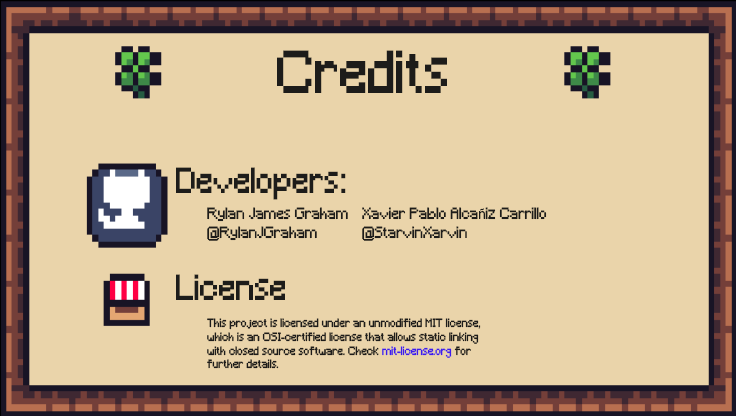 Credits
Developers:
Rylan James Graham Xavier Pablo Alcañiz Carrillo
@RylanJGraham @StarvinXarvin
License
This project is licensed under an unmodified MIT license,
which is an OSI-certified license that allows static linking
with closed source software. Check mit-license.org for
further details.